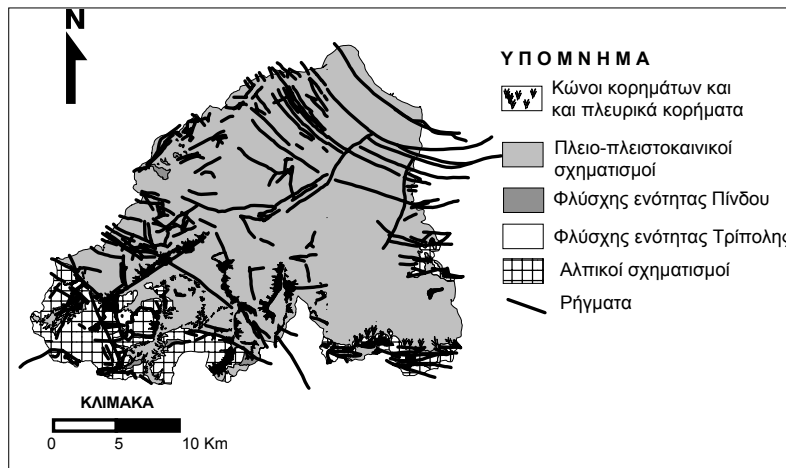 N
Υ Π Ο Μ Ν Η Μ Α
Κώνοι κορημάτων και
και πλευρικά κορήματα
Πλειο-πλειστοκαινικοί
σχηματισμοί
Φλύσχης ενότητας Πίνδου
Φλύσχης ενότητας Τρίπολης
Αλπικοί σχηματισμοί
Ρήγματα
ΚΛΙΜΑΚΑ
0 5 10 Km